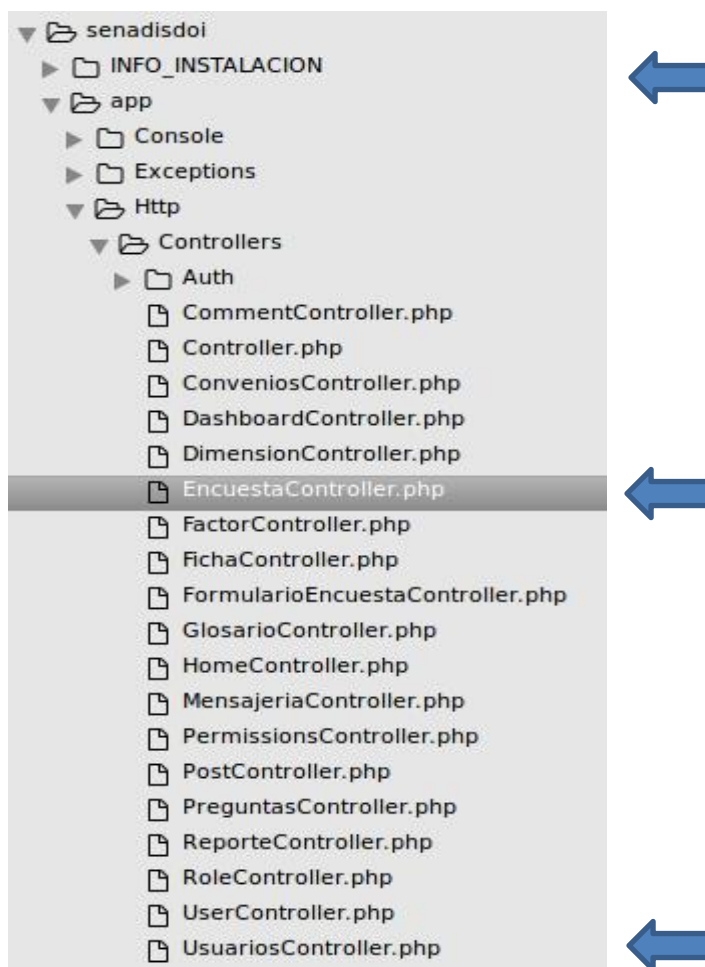 senadisdoi
INFO_INSTALACION
app
Console
Exceptions
Http
Controllers
Auth
CommentController.php
Controller.php
ConveniosController.php
DashboardController.php
DimensionController.php
EncuestaController.php
FactorController.php
FichaController.php
FormularioEncuestaController.php
GlosarioController.php
HomeController.php
MensajeriaController.php
PermissionsController.php
PostController.php
PreguntasController.php
ReporteController.php
RoleController.php
UserController.php
UsuariosController.php